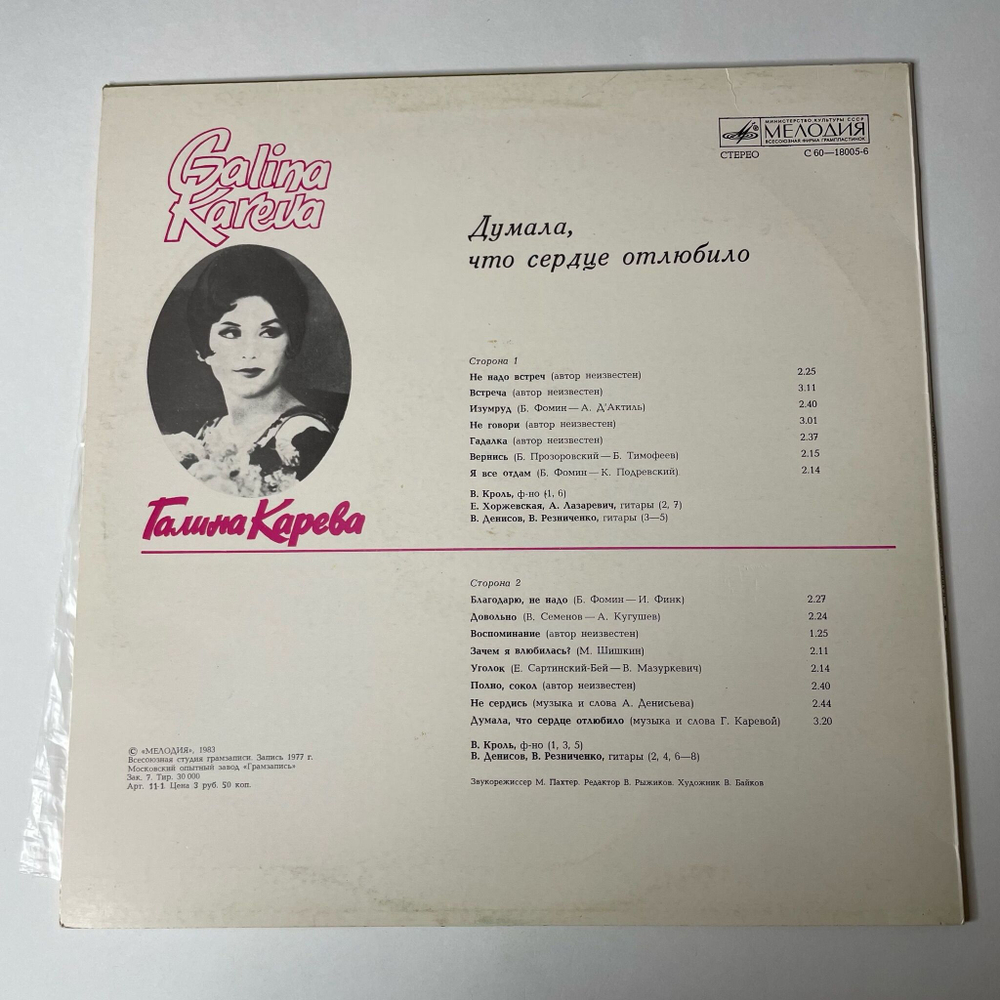 Galina
Kareva
МИНИСТЕРСТВО КУЛЬТУРЫ СССР
МЕЛОДИЯ
ВСЕСОЮЗНАЯ ФИРМА ГРАМПЛАСТИНОК
СТЕРЕО С 60—18005-6
Думала,
что сердце отлюбило
Галина Карева
Сторона 1
Не надо встреч (автор неизвестен) 2.25
Встреча (автор неизвестен) 3.11
Изумруд (Б. Фомин — А. Д'Актиль) 2.40
Не говори (автор неизвестен) 3.01
Гадалка (автор неизвестен) 2.37
Вернись (Б. Прозоровский — Б. Тимофеев) 2.15
Я все отдам (Б. Фомин — К. Подревский) 2.14
В. Кроль, ф-но (1, 6)
Е. Хоржевская, А. Лазаревич, гитары (2, 7)
В. Денисов, В. Резниченко, гитары (3—5)
Сторона 2
Благодарю, не надо (Б. Фомин — И. Финк) 2.27
Довольно (В. Семенов — А. Кугушев) 2.24
Воспоминание (автор неизвестен) 1.25
Зачем я влюбилась? (М. Шишкин) 2.11
Уголок (Е. Сартинский-Бей — В. Мазуркевич) 2.14
Полно, сокол (автор неизвестен) 2.40
Не сердись (музыка и слова А. Денисьева) 2.44
Думала, что сердце отлюбило (музыка и слова Г. Каревой) 3.20
В. Кроль, ф-но (1, 3, 5)
В. Денисов, В. Резниченко, гитары (2, 4, 6—8)
Звукорежиссер М. Пахтер. Редактор В. Рыжиков. Художник В. Байков
© «МЕЛОДИЯ», 1983
Всесоюзная студия грамзаписи. Запись 1977 г.
Московский опытный завод «Грамзапись»
Зак. 7. Тир. 30 000
Арт. 11-1 Цена 3 руб. 50 коп.